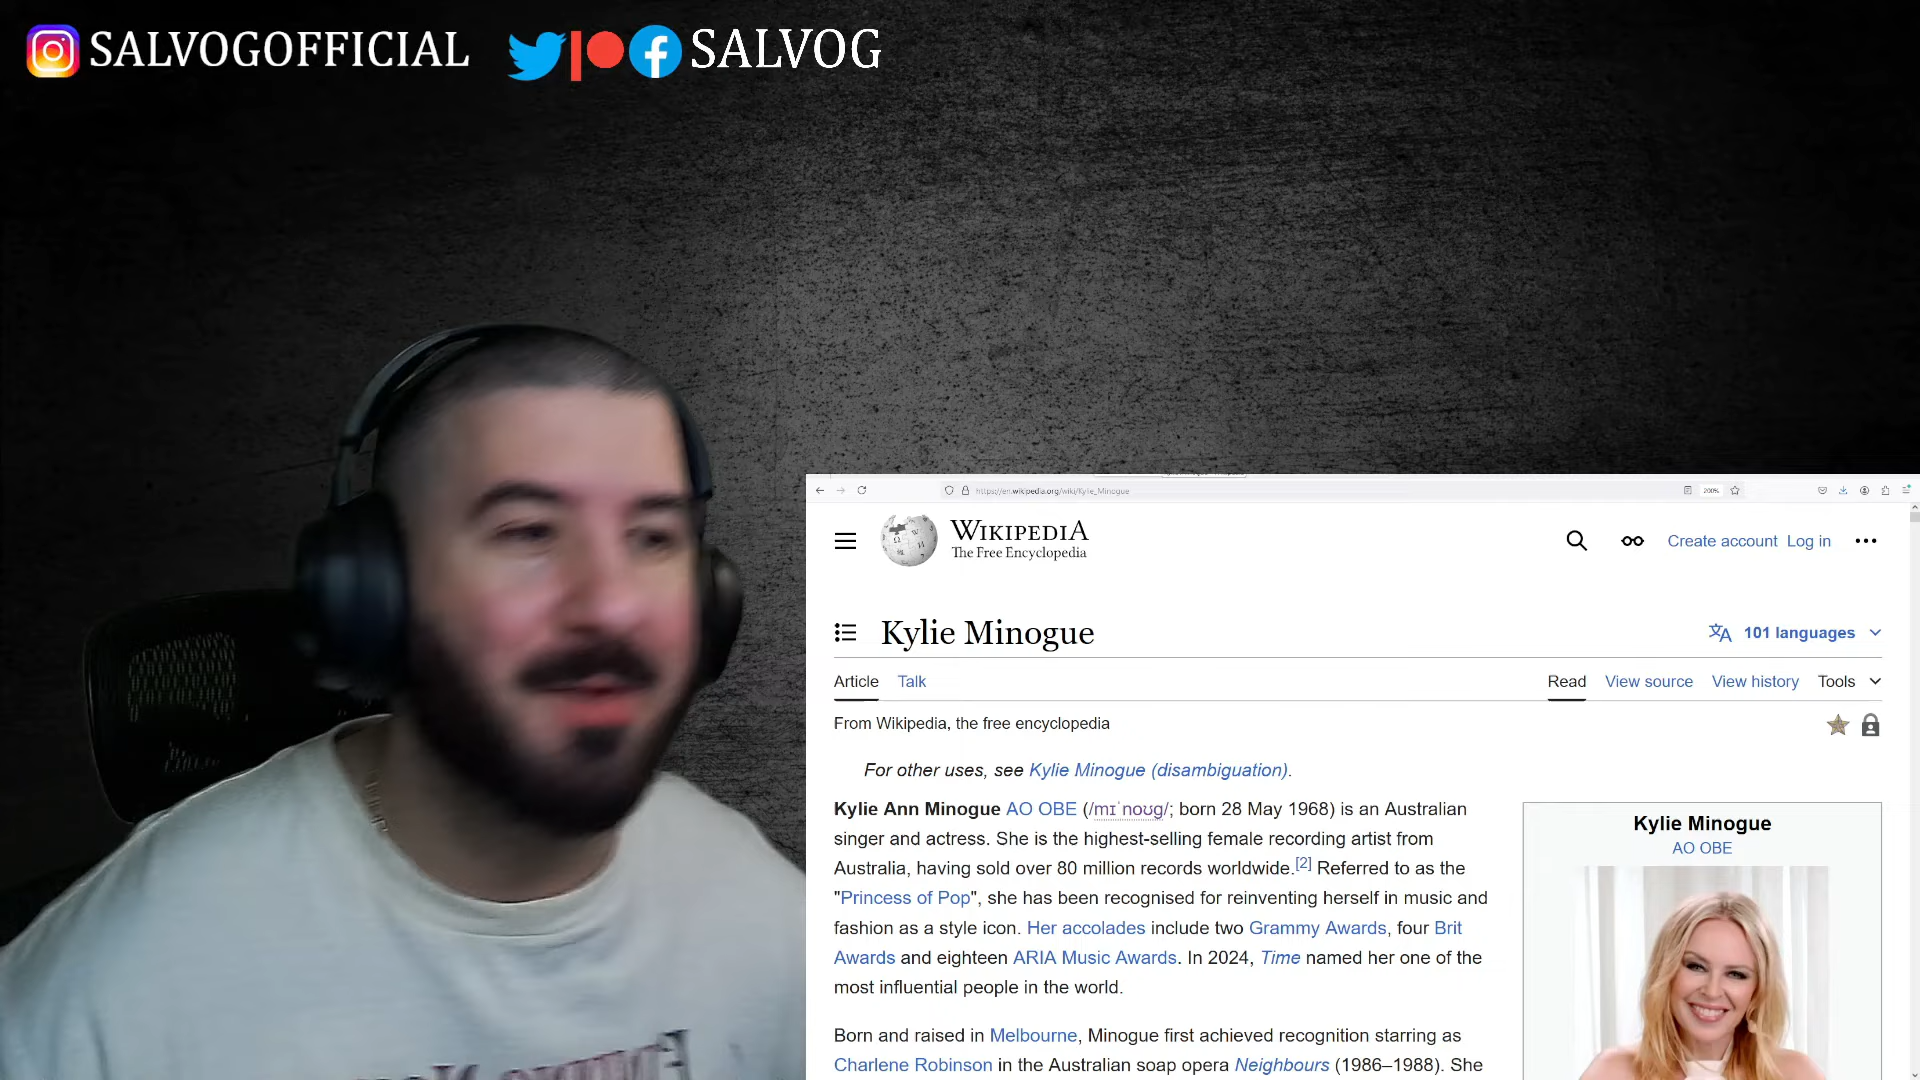 SALVOGOFFICIAL
SALVOG
https://en.wikipedia.org/wiki/Kylie_Minogue
200%
WIKIPEDIA
The Free Encyclopedia
Create account Log in
Kylie Minogue
101 languages
Article Talk
Read View source View history Tools
From Wikipedia, the free encyclopedia
For other uses, see Kylie Minogue (disambiguation).
Kylie Ann Minogue AO OBE (/mɪˈnoʊɡ/; born 28 May 1968) is an Australian
singer and actress. She is the highest-selling female recording artist from
Australia, having sold over 80 million records worldwide.[2] Referred to as the
"Princess of Pop", she has been recognised for reinventing herself in music and
fashion as a style icon. Her accolades include two Grammy Awards, four Brit
Awards and eighteen ARIA Music Awards. In 2024, Time named her one of the
most influential people in the world.
Born and raised in Melbourne, Minogue first achieved recognition starring as
Charlene Robinson in the Australian soap opera Neighbours (1986–1988). She
Kylie Minogue
AO OBE